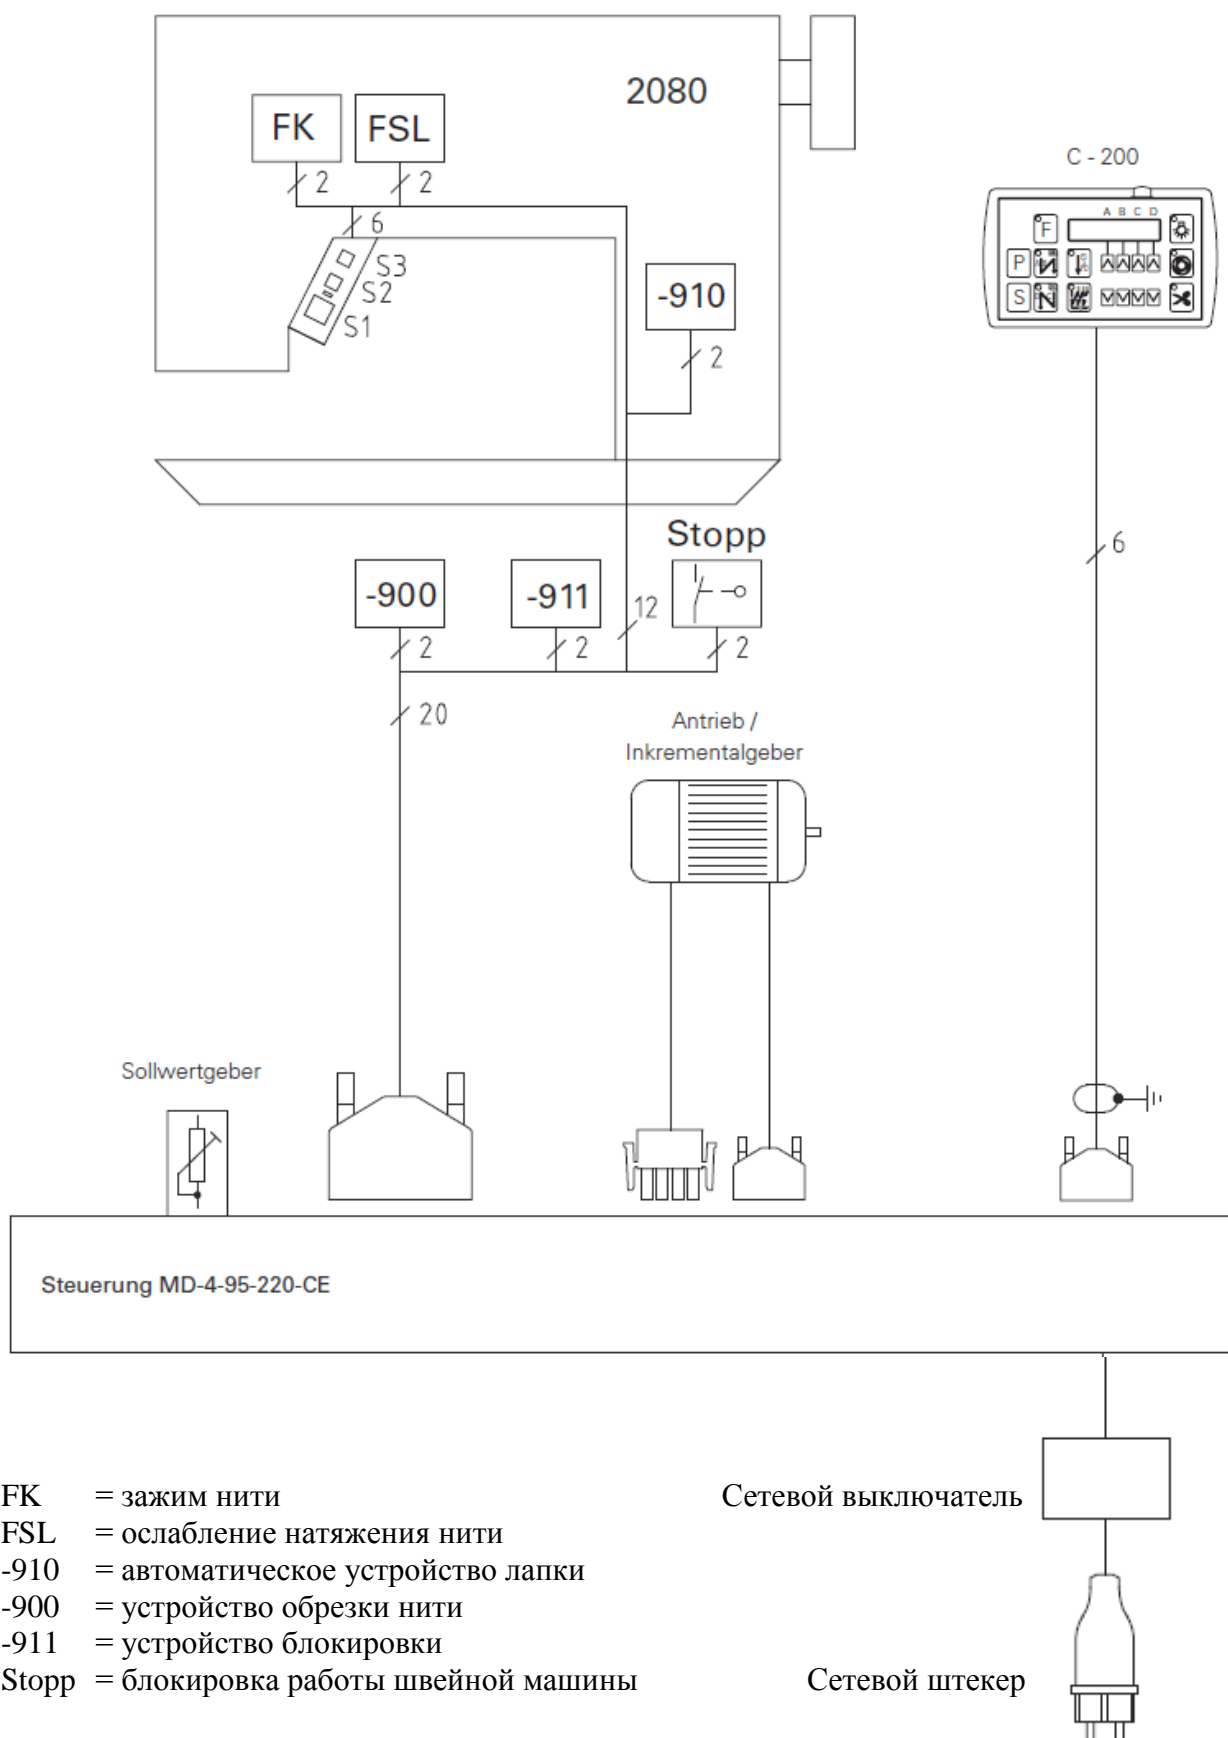 2080
FK
FSL
2
2
C - 200
6
A B C D
F
S3
P
-910
S2
S
S1
2
Stopp
6
-900
-911
12
2
2
2
20
Antrieb /
Inkrementalgeber
Sollwertgeber
Steuerung MD-4-95-220-CE
FK = зажим нити
Сетевой выключатель
FSL = ослабление натяжения нити
-910 = автоматическое устройство лапки
-900 = устройство обрезки нити
-911 = устройство блокировки
Stopp = блокировка работы швейной машины
Сетевой штекер